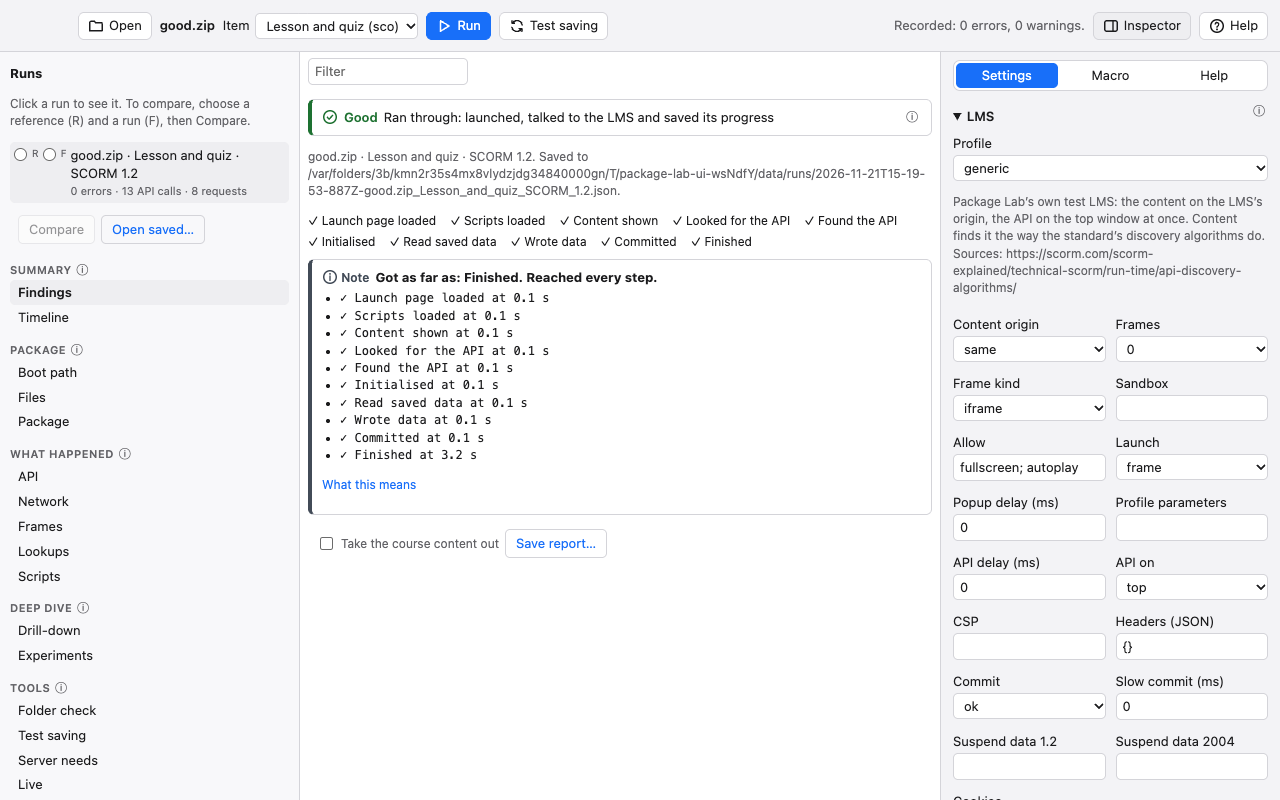 Open
good.zip
Item
Lesson and quiz (sco)
Run
Test saving
Recorded: 0 errors, 0 warnings.
Inspector
Help
Runs
Click a run to see it. To compare, choose a
reference (R) and a run (F), then Compare.
R F good.zip · Lesson and quiz ·
SCORM 1.2
0 errors · 13 API calls · 8 requests
Compare
Open saved…
SUMMARY
Findings
Timeline
PACKAGE
Boot path
Files
Package
WHAT HAPPENED
API
Network
Frames
Lookups
Scripts
DEEP DIVE
Drill-down
Experiments
TOOLS
Folder check
Test saving
Server needs
Live
Filter
Good Ran through: launched, talked to the LMS and saved its progress
good.zip · Lesson and quiz · SCORM 1.2. Saved to
/var/folders/3b/kmn2r35s4mx8vlydzjdg34840000gn/T/package-lab-ui-wsNdfY/data/runs/2026-11-21T15-19-
53-887Z-good.zip_Lesson_and_quiz_SCORM_1.2.json.
✓ Launch page loaded ✓ Scripts loaded ✓ Content shown ✓ Looked for the API ✓ Found the API
✓ Initialised ✓ Read saved data ✓ Wrote data ✓ Committed ✓ Finished
Note Got as far as: Finished. Reached every step.
• ✓ Launch page loaded at 0.1 s
• ✓ Scripts loaded at 0.1 s
• ✓ Content shown at 0.1 s
• ✓ Looked for the API at 0.1 s
• ✓ Found the API at 0.1 s
• ✓ Initialised at 0.1 s
• ✓ Read saved data at 0.1 s
• ✓ Wrote data at 0.1 s
• ✓ Committed at 0.1 s
• ✓ Finished at 3.2 s
What this means
Take the course content out
Save report…
Settings
Macro
Help
▼ LMS
Profile
generic
Package Lab's own test LMS: the content on the LMS's
origin, the API on the top window at once. Content
finds it the way the standard's discovery algorithms do.
Sources: https://scorm.com/scorm-
explained/technical-scorm/run-time/api-discovery-
algorithms/
Content origin
Frames
same
0
Frame kind
Sandbox
iframe
Allow
Launch
fullscreen; autoplay
frame
Popup delay (ms)
Profile parameters
0
API delay (ms)
API on
0
top
CSP
Headers (JSON)
{}
Commit
Slow commit (ms)
ok
0
Suspend data 1.2
Suspend data 2004